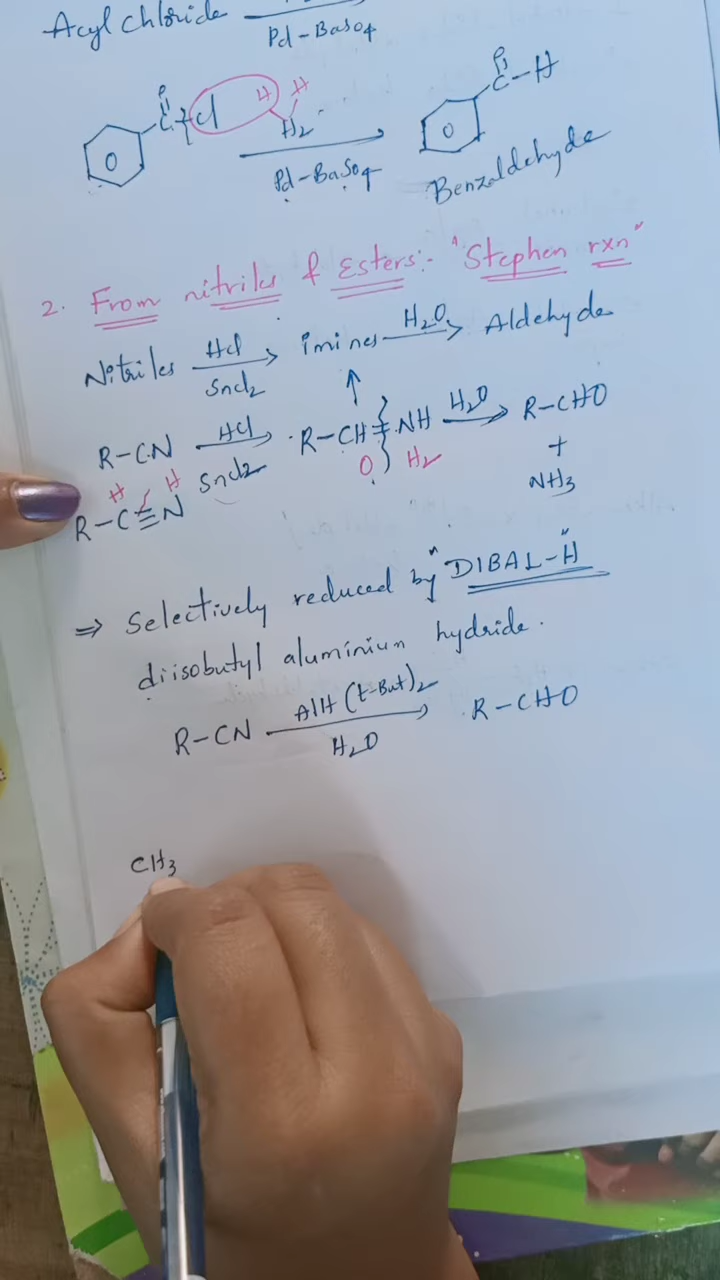 Acyl chloride
Pd-BaSO4
C Cl H H
H2
Pd-BaSO4
C-H
Benzaldehyde
2. From nitriles & Esters:- "Stephen rxn"
Nitriles HCl SnCl2 imines H2O Aldehyde
R-CN HCl SnCl2 R-CH=NH H2O R-CHO
O H2
+
NH3
H H
R-C≡N
⇒ Selectively reduced by "DIBAL-H"
diisobutyl aluminium hydride.
R-CN AlH(t-But)2 H2O R-CHO
CH3